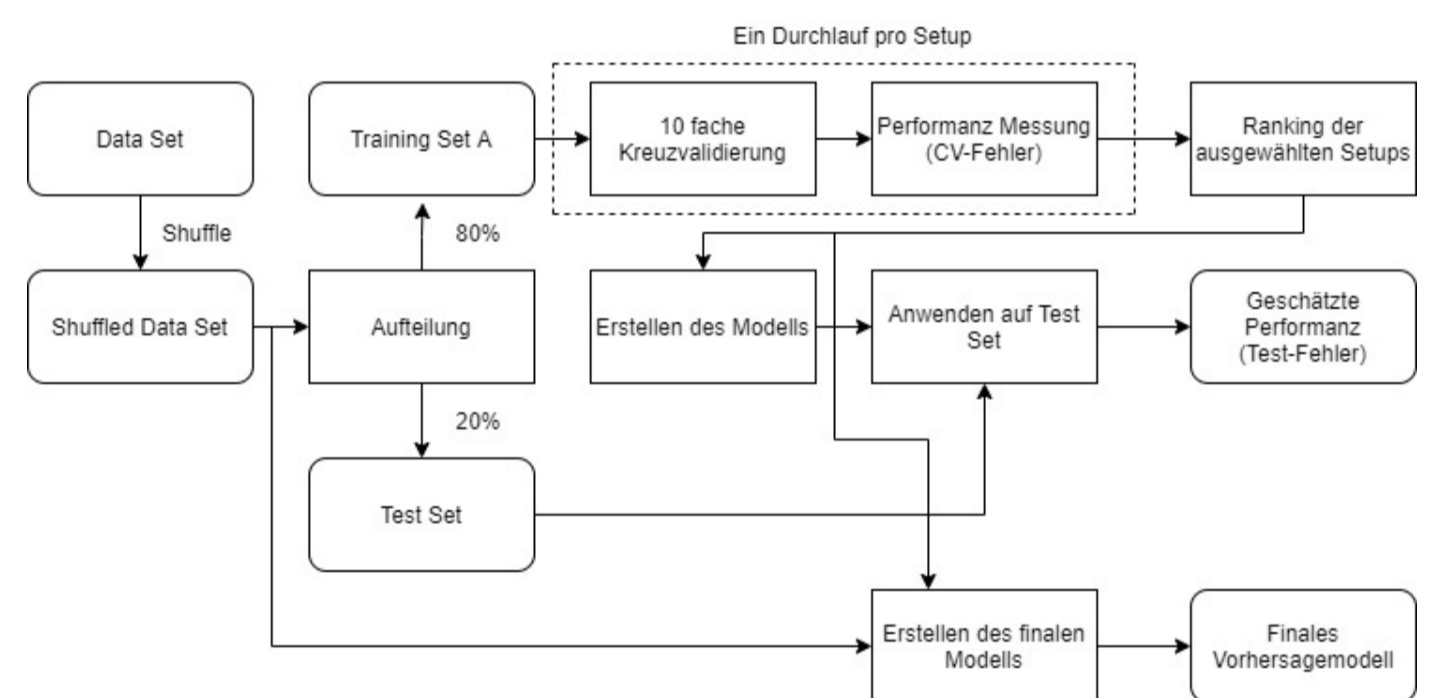 Ein Durchlauf pro Setup
Data Set
Training Set A
10 fache
Kreuzvalidierung
Performanz Messung
(CV-Fehler)
Ranking der
ausgewählten Setups
Shuffle
80%
Shuffled Data Set
Aufteilung
Erstellen des Modells
Anwenden auf Test
Set
Geschätzte
Performanz
(Test-Fehler)
20%
Test Set
Erstellen des finalen
Modells
Finales
Vorhersagemodell